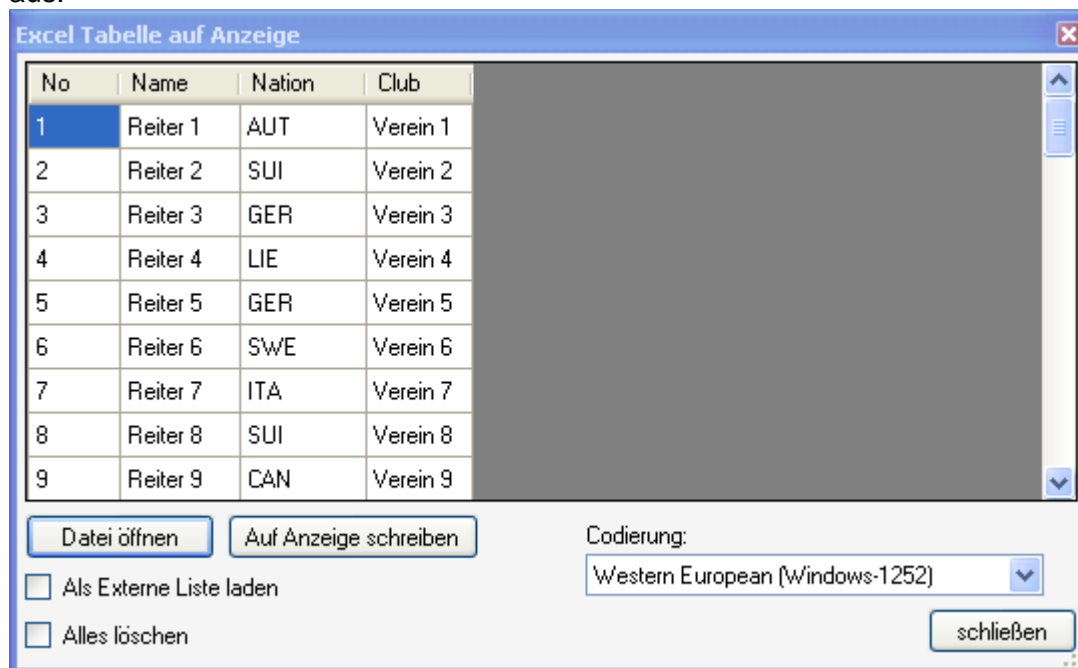 aus.
Excel Tabelle auf Anzeige
No Name Nation Club
1 Reiter 1 AUT Verein 1
2 Reiter 2 SUI Verein 2
3 Reiter 3 GER Verein 3
4 Reiter 4 LIE Verein 4
5 Reiter 5 GER Verein 5
6 Reiter 6 SWE Verein 6
7 Reiter 7 ITA Verein 7
8 Reiter 8 SUI Verein 8
9 Reiter 9 CAN Verein 9
Datei öffnen Auf Anzeige schreiben Codierung:
Western European (Windows-1252)
Als Externe Liste laden
Alles löschen schließen